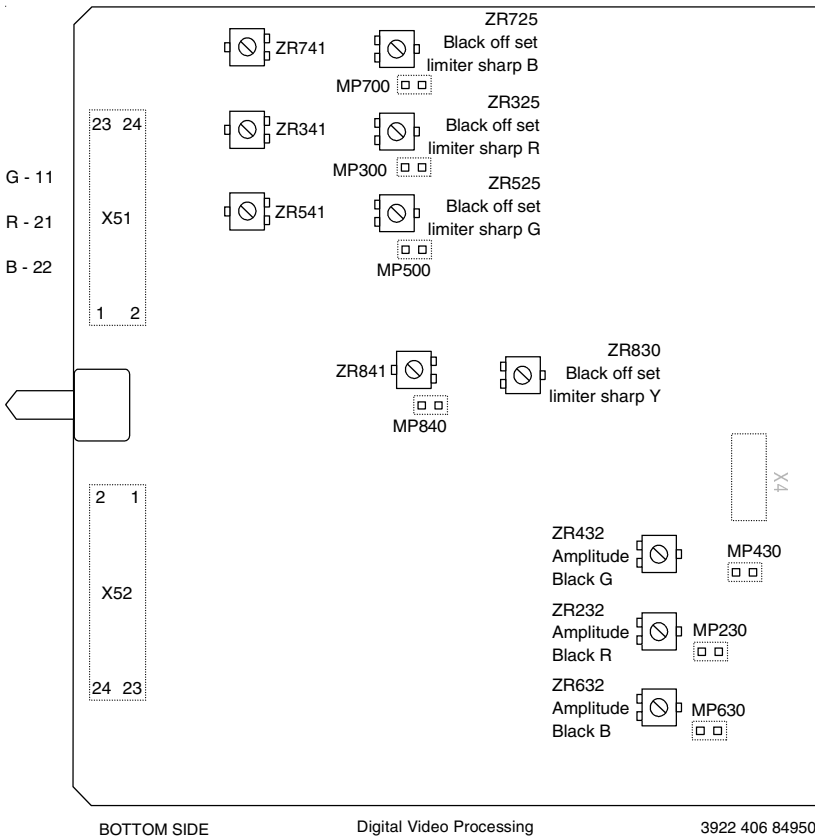 ZR725
Black off set
limiter sharp B
ZR741
MP700
ZR325
Black off set
limiter sharp R
23 24
ZR341
MP300
G - 11
ZR525
Black off set
limiter sharp G
R - 21
X51
ZR541
B - 22
MP500
1 2
ZR841
ZR830
Black off set
limiter sharp Y
MP840
X4
2 1
ZR432
Amplitude
Black G
MP430
X52
ZR232
Amplitude
Black R
MP230
24 23
ZR632
Amplitude
Black B
MP630
BOTTOM SIDE
Digital Video Processing
3922 406 84950